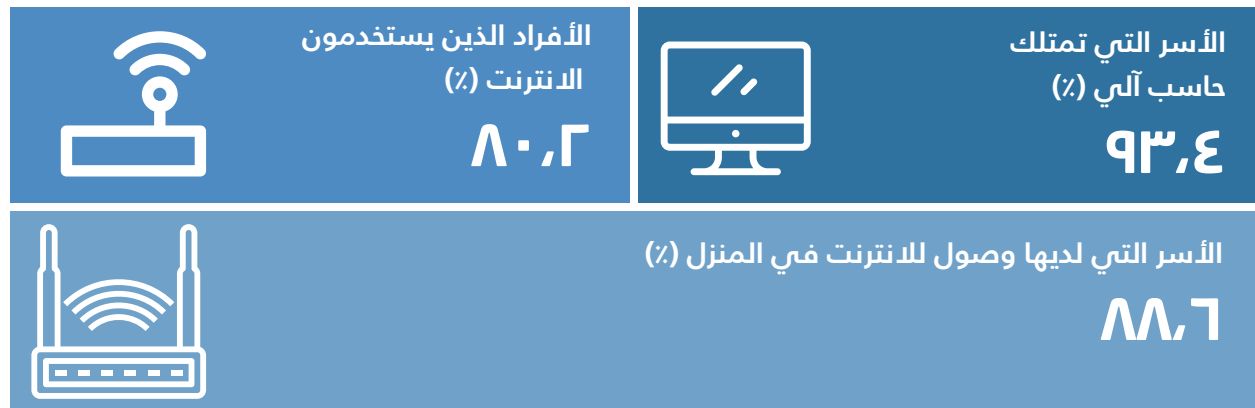 الأسر التي تمتلك
حاسب آلي (٪)
٩٣٫٤
الأفراد الذين يستخدمون
الانترنت (٪)
٨٠٫٢
الأسر التي لديها وصول للانترنت في المنزل (٪)
٨٨٫٦